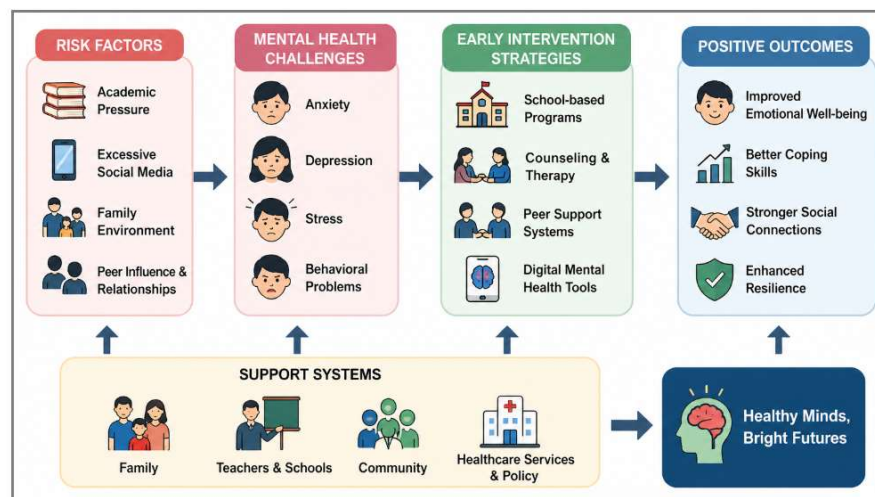 RISK FACTORS
Academic
Pressure
Excessive
Social Media
Family
Environment
Peer Influence &
Relationships
MENTAL HEALTH
CHALLENGES
Anxiety
Depression
Stress
Behavioral
Problems
EARLY INTERVENTION
STRATEGIES
School-based
Programs
Counseling &
Therapy
Peer Support
Systems
Digital Mental
Health Tools
POSITIVE OUTCOMES
Improved
Emotional Well-being
Better Coping
Skills
Stronger Social
Connections
Enhanced
Resilience
SUPPORT SYSTEMS
Family
Teachers & Schools
Community
Healthcare Services
& Policy
Healthy Minds,
Bright Futures